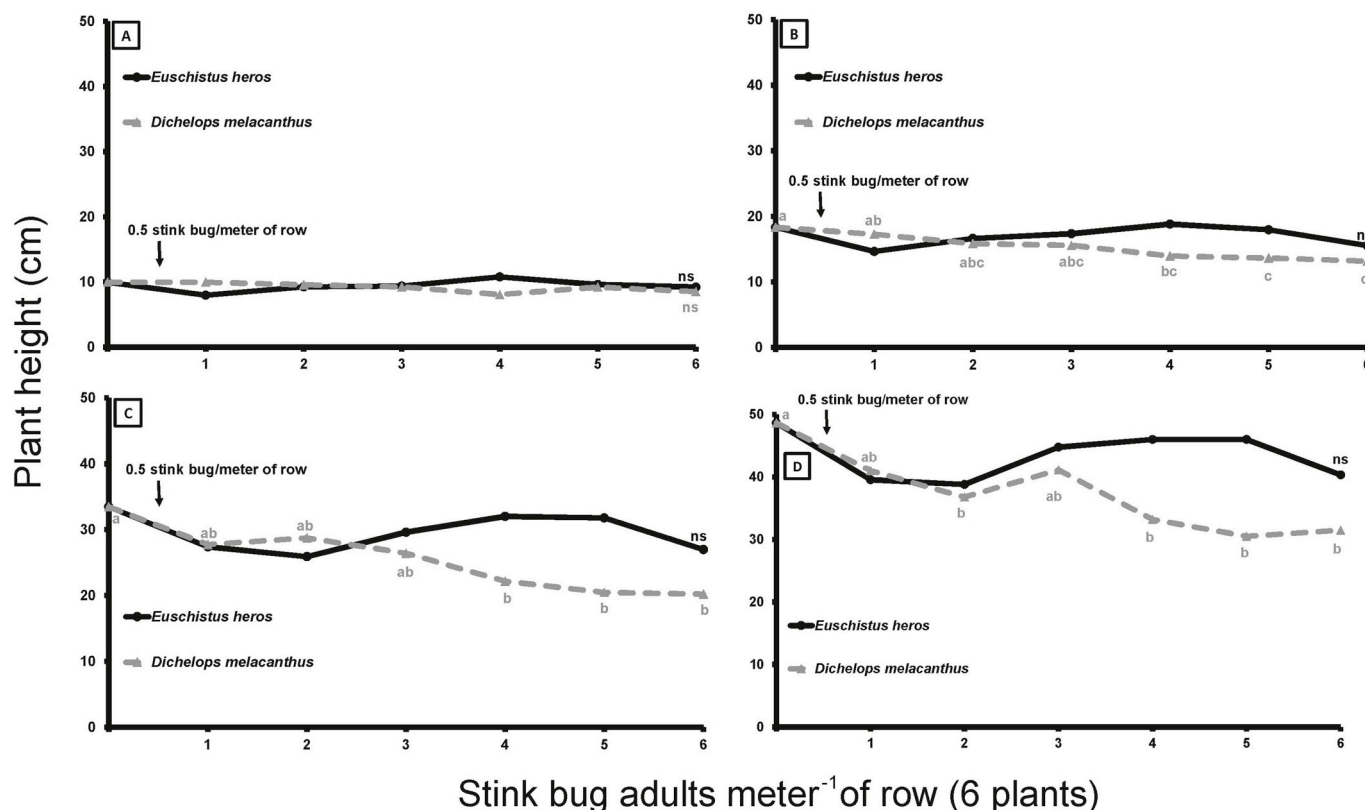 Plant height (cm)
A
50
40
30
20
10
0
Euschistus heros
Dichelops melacanthus
0.5 stink bug/meter of row
ns
ns
1 2 3 4 5 6
B
50
40
30
20
10
0
Euschistus heros
Dichelops melacanthus
0.5 stink bug/meter of row
a ab abc abc bc c c
1 2 3 4 5 6
C
50
40
30
20
10
0
0.5 stink bug/meter of row
a ab ab ab b b b
ns
Euschistus heros
Dichelops melacanthus
1 2 3 4 5 6
0.5 stink bug/meter of row
50
40
30
20
10
0
D
a ab b ab b b b
ns
Euschistus heros
Dichelops melacanthus
1 2 3 4 5 6
Stink bug adults meter⁻¹ of row (6 plants)